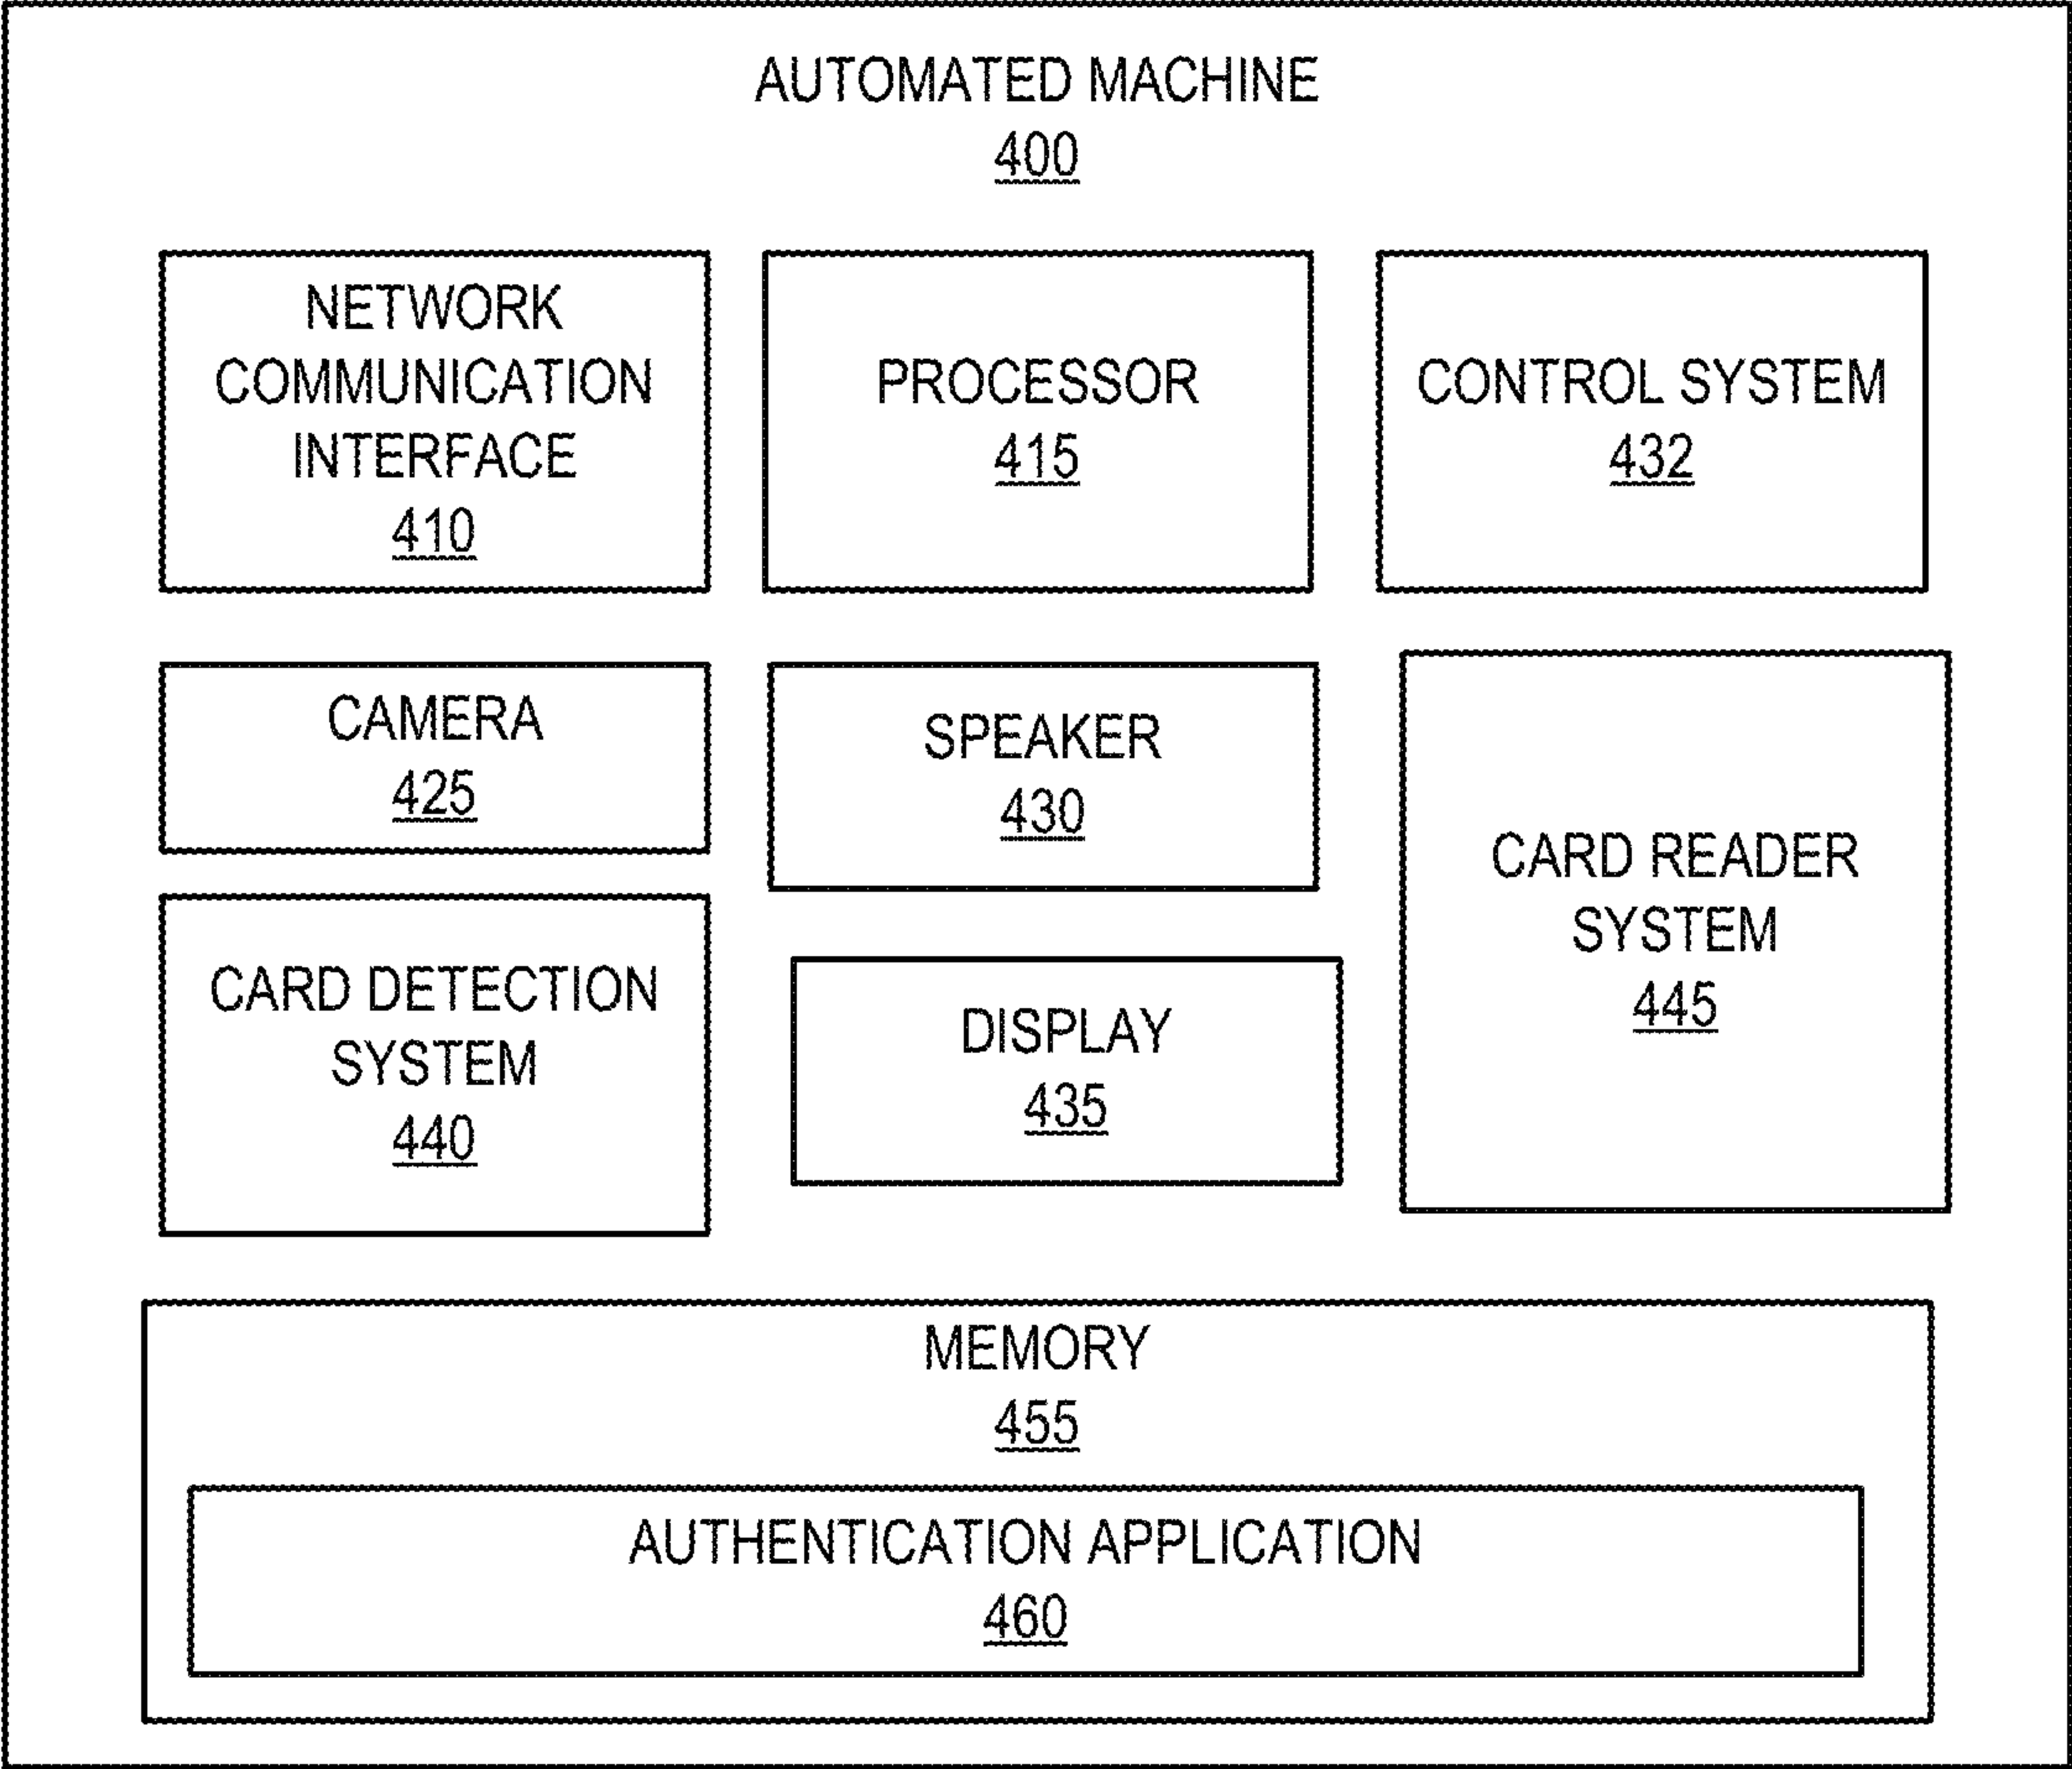 AUTOMATED MACHINE
400
NETWORK
COMMUNICATION
INTERFACE
410
PROCESSOR
415
CONTROL SYSTEM
432
CAMERA
425
SPEAKER
430
CARD READER
SYSTEM
445
CARD DETECTION
SYSTEM
440
DISPLAY
435
MEMORY
455
AUTHENTICATION APPLICATION
460